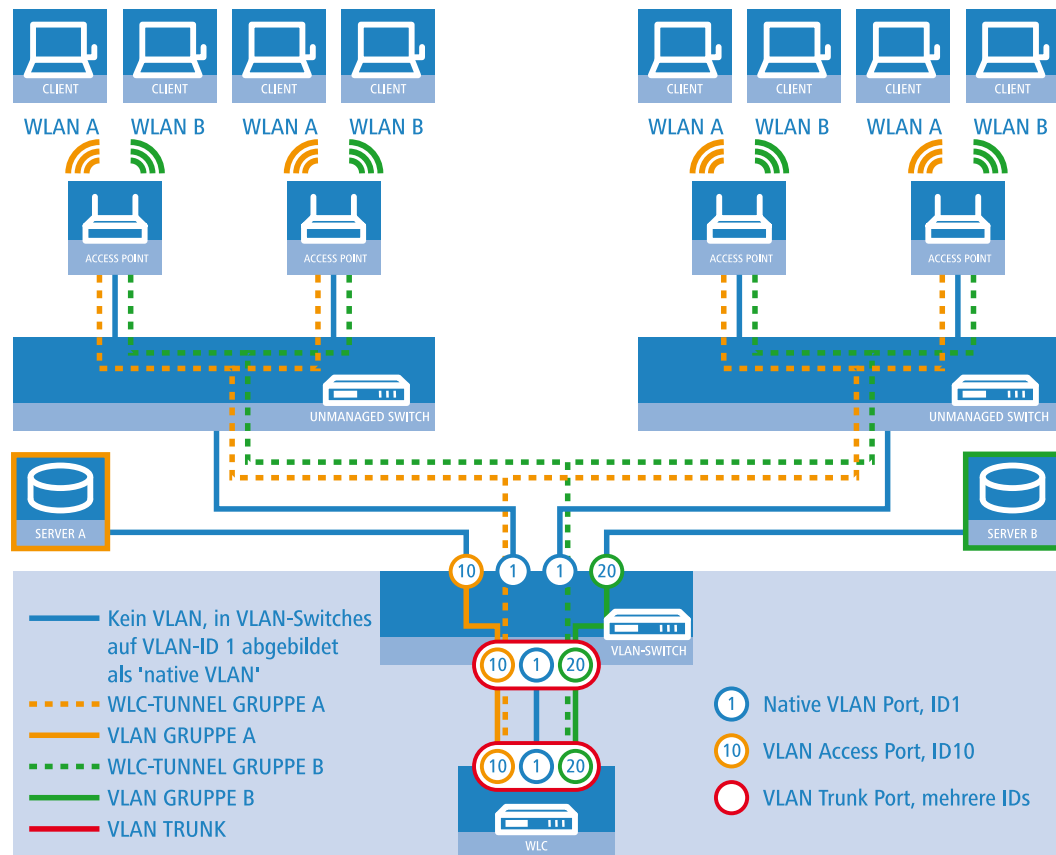 CLIENT CLIENT CLIENT CLIENT CLIENT CLIENT CLIENT CLIENT
WLAN A WLAN B WLAN A WLAN B WLAN A WLAN B WLAN A WLAN B
ACCESS POINT ACCESS POINT ACCESS POINT ACCESS POINT
UNMANAGED SWITCH UNMANAGED SWITCH
SERVER A SERVER B
10 1 1 20
VLAN-SWITCH
10 1 20
10 1 20
WLC
Kein VLAN, in VLAN-Switches
auf VLAN-ID 1 abgebildet
als 'native VLAN'
WLC-TUNNEL GRUPPE A
VLAN GRUPPE A
WLC-TUNNEL GRUPPE B
VLAN GRUPPE B
VLAN TRUNK
1 Native VLAN Port, ID1
10 VLAN Access Port, ID10
VLAN Trunk Port, mehrere IDs